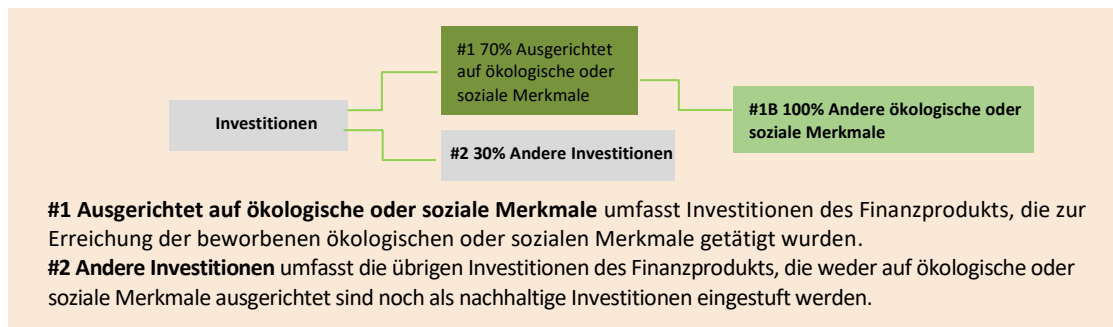 #1 70% Ausgerichtet
auf ökologische oder
soziale Merkmale
Investitionen
#1B 100% Andere ökologische oder
soziale Merkmale
#2 30% Andere Investitionen
#1 Ausgerichtet auf ökologische oder soziale Merkmale umfasst Investitionen des Finanzprodukts, die zur
Erreichung der beworbenen ökologischen oder sozialen Merkmale getätigt wurden.
#2 Andere Investitionen umfasst die übrigen Investitionen des Finanzprodukts, die weder auf ökologische oder
soziale Merkmale ausgerichtet sind noch als nachhaltige Investitionen eingestuft werden.